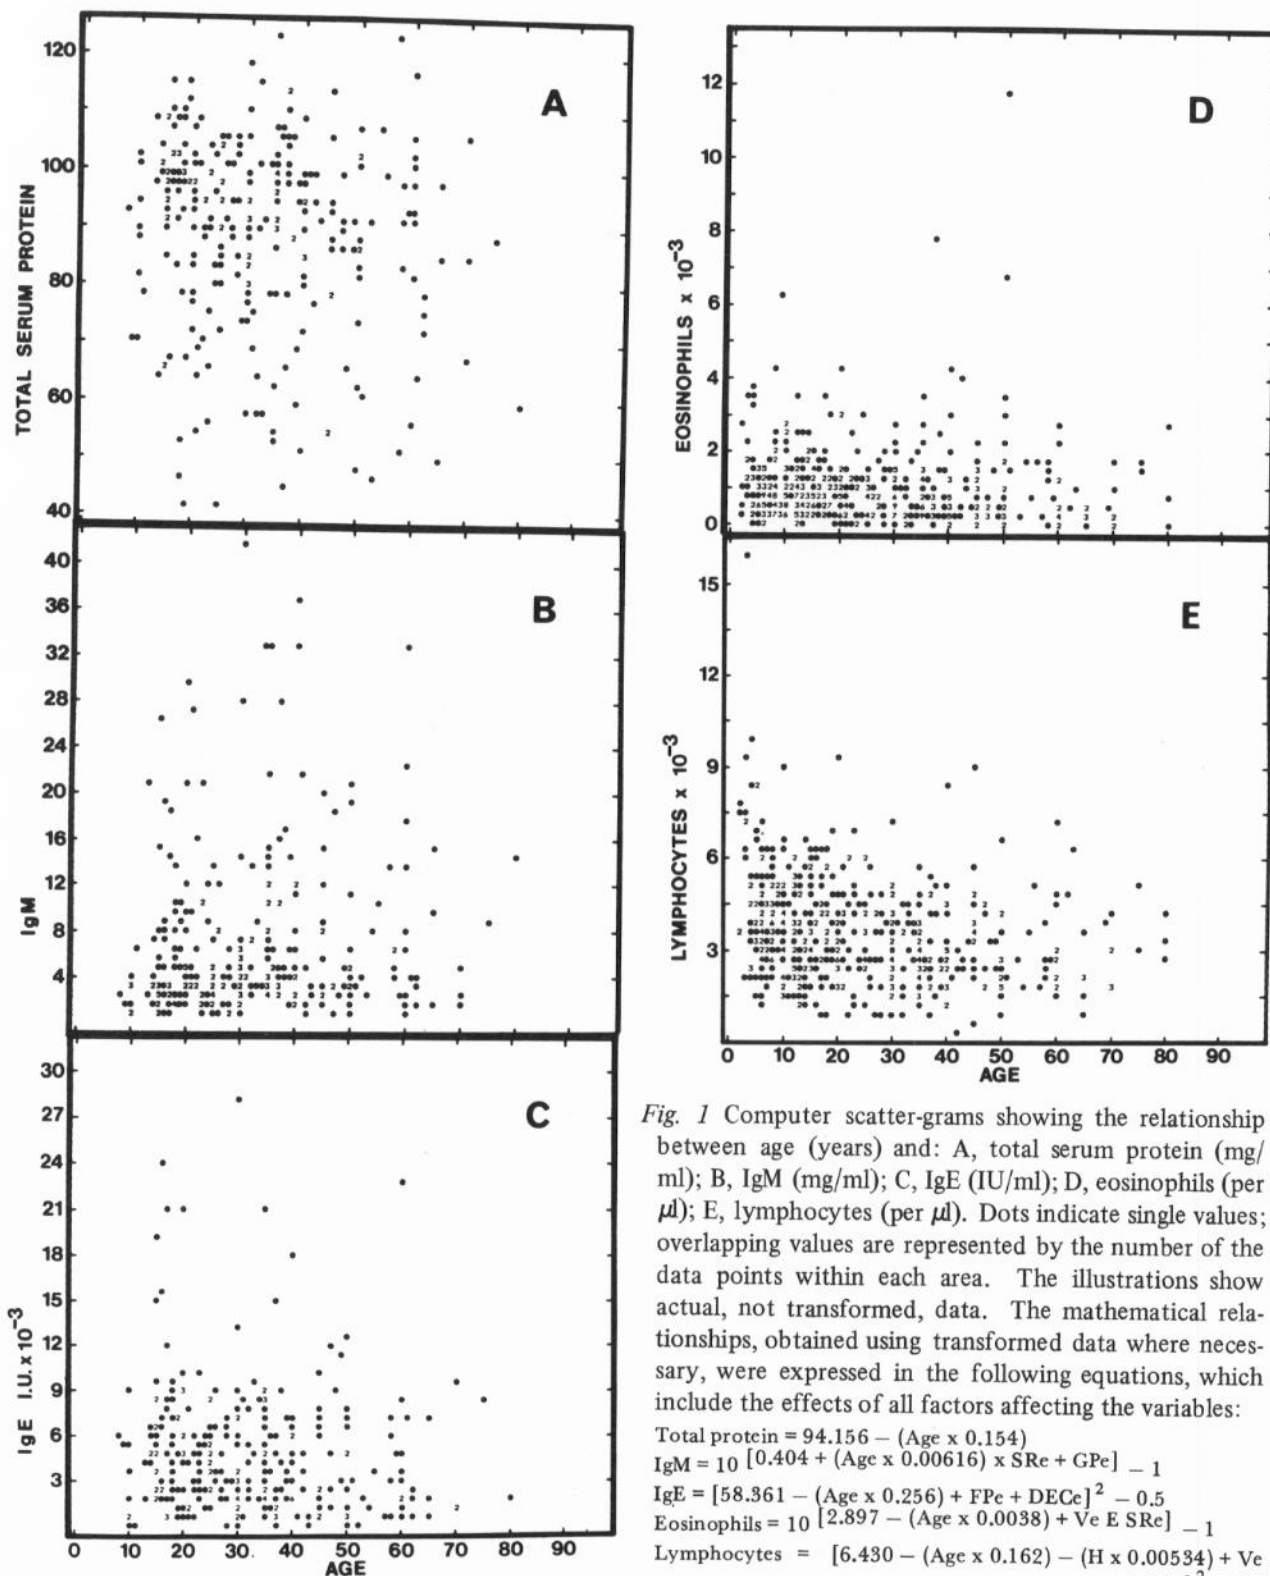 120
100
80
60
40
TOTAL SERUM PROTEIN
A
40
36
32
28
24
20
16
12
8
4
IgM
B
30
27
24
21
18
15
12
9
6
3
IgE I.U.x 10⁻³
C
0 10 20 30 40 50 60 70 80 90
AGE
12
10
8
6
4
2
0
EOSINOPHILS x 10⁻³
D
15
12
9
6
3
LYMPHOCYTES x 10⁻³
E
0 10 20 30 40 50 60 70 80 90
AGE
Fig. 1 Computer scatter-grams showing the relationship
between age (years) and: A, total serum protein (mg/
ml); B, IgM (mg/ml); C, IgE (IU/ml); D, eosinophils (per
μl); E, lymphocytes (per μl). Dots indicate single values;
overlapping values are represented by the number of the
data points within each area. The illustrations show
actual, not transformed, data. The mathematical rela-
tionships, obtained using transformed data where neces-
sary, were expressed in the following equations, which
include the effects of all factors affecting the variables:
Total protein = 94.156 – (Age x 0.154)
IgM = 10 [0.404 + (Age x 0.00616) x SRe + GPe] – 1
IgE = [58.361 – (Age x 0.256) + FPe + DECe]² – 0.5
Eosinophils = 10 [2.897 – (Age x 0.0038) + Ve E SRe] – 1
Lymphocytes = [6.430 – (Age x 0.162) – (H x 0.00534) + Ve